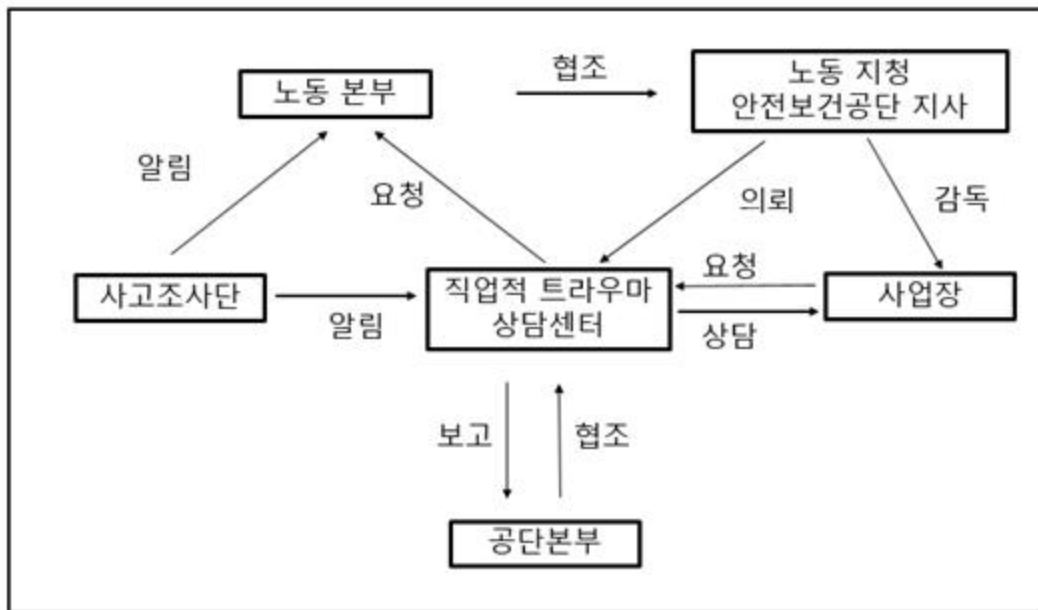 노동 본부
협조
노동 지청
안전보건공단 지사
알림
요청
의뢰
감독
사고조사단
알림
직업적 트라우마
상담센터
요청
상담
사업장
보고
협조
공단본부